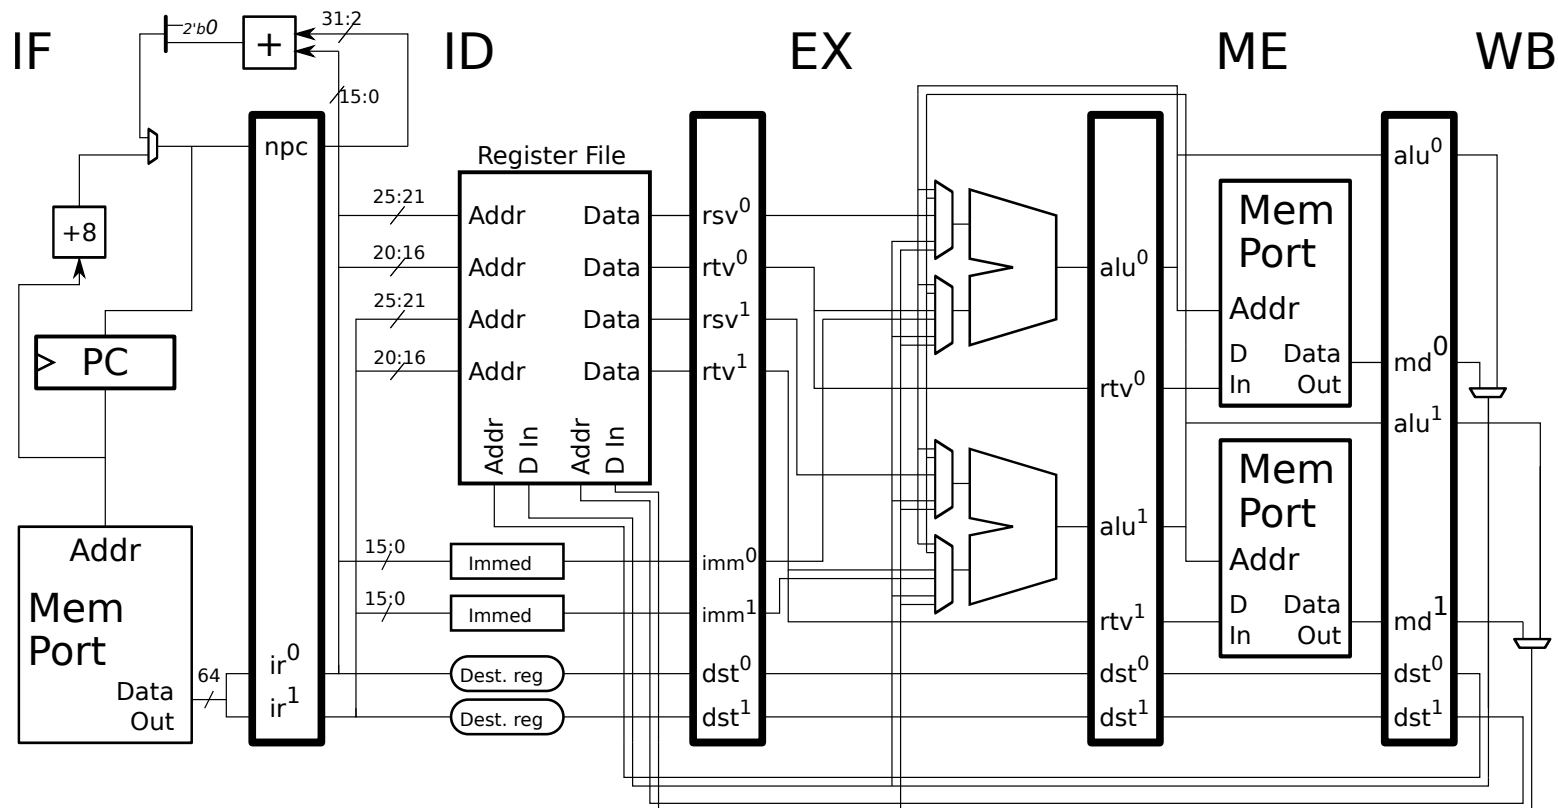 IF
ID
EX
ME
WB
2'b0
+
31:2
15:0
npc
+8
PC
Addr
Mem
Port
Data
Out
64
ir0
ir1
Register File
25:21
Addr
Data
20:16
Addr
Data
25:21
Addr
Data
20:16
Addr
Data
Addr
D In
Addr
D In
15:0
Immed
15:0
Immed
Dest. reg
Dest. reg
rsv0
rtv0
rsv1
rtv1
imm0
imm1
dst0
dst1
alu0
rtv0
alu1
rtv1
dst0
dst1
Mem
Port
Addr
D
In
Data
Out
Mem
Port
Addr
D
In
Data
Out
alu0
md0
alu1
md1
dst0
dst1